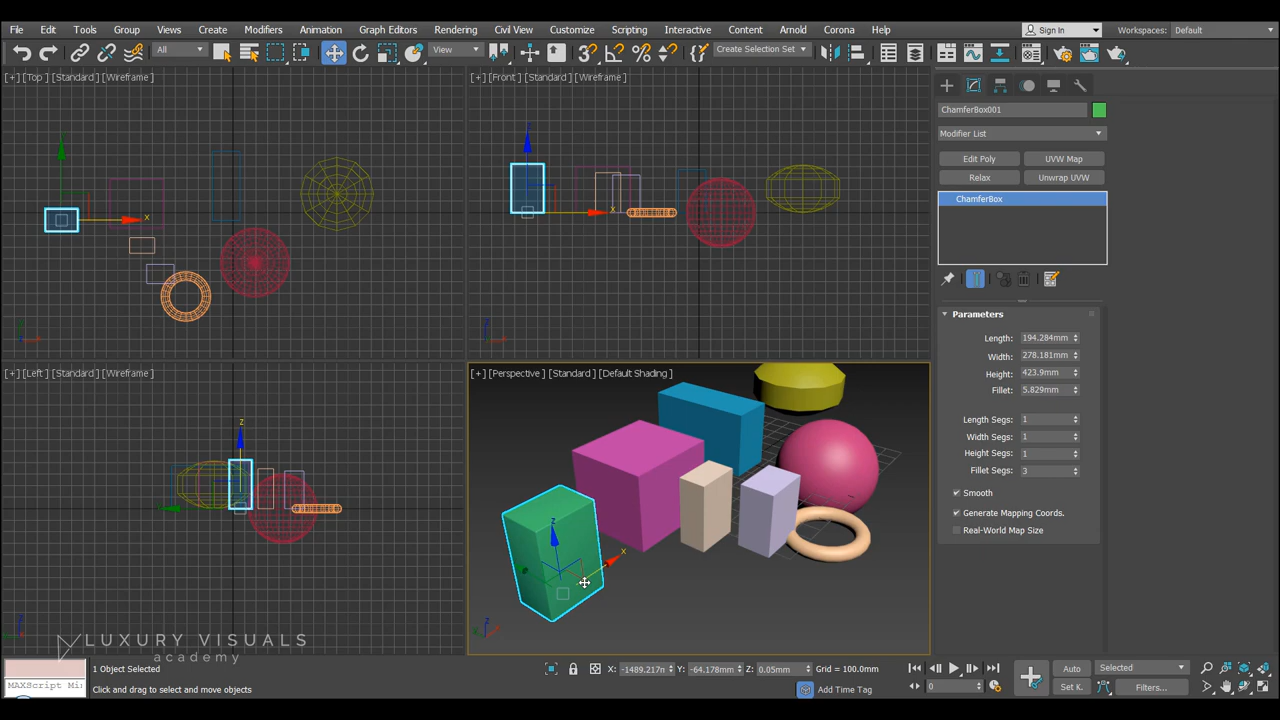 File Edit Tools Group Views Create Modifiers Animation Graph Editors Rendering Civil View Customize Scripting Interactive Content Arnold Corona Help Sign In Workspaces: Default
All View Create Selection Set
[+] [Top] [Standard] [Wireframe]
[+] [Front] [Standard] [Wireframe]
x
x
ChamferBox001
Modifier List
Edit Poly UVW Map
Relax Unwrap UVW
ChamferBox
Parameters
Length: 194.284mm
Width: 278.181mm
Height: 423.9mm
Fillet: 5.829mm
Length Segs: 1
Width Segs: 1
Height Segs: 1
Fillet Segs: 3
Smooth
Generate Mapping Coords.
Real-World Map Size
[+] [Left] [Standard] [Wireframe]
z
[+] [Perspective] [Standard] [Default Shading]
z
x
z
LUXURY VISUALS
academy
1 Object Selected X: -1489.217m Y: -64.178mm Z: 0.05mm Grid = 100.0mm Auto Selected
MAXScript Mi: Click and drag to select and move objects Add Time Tag 0 Set K. Filters...